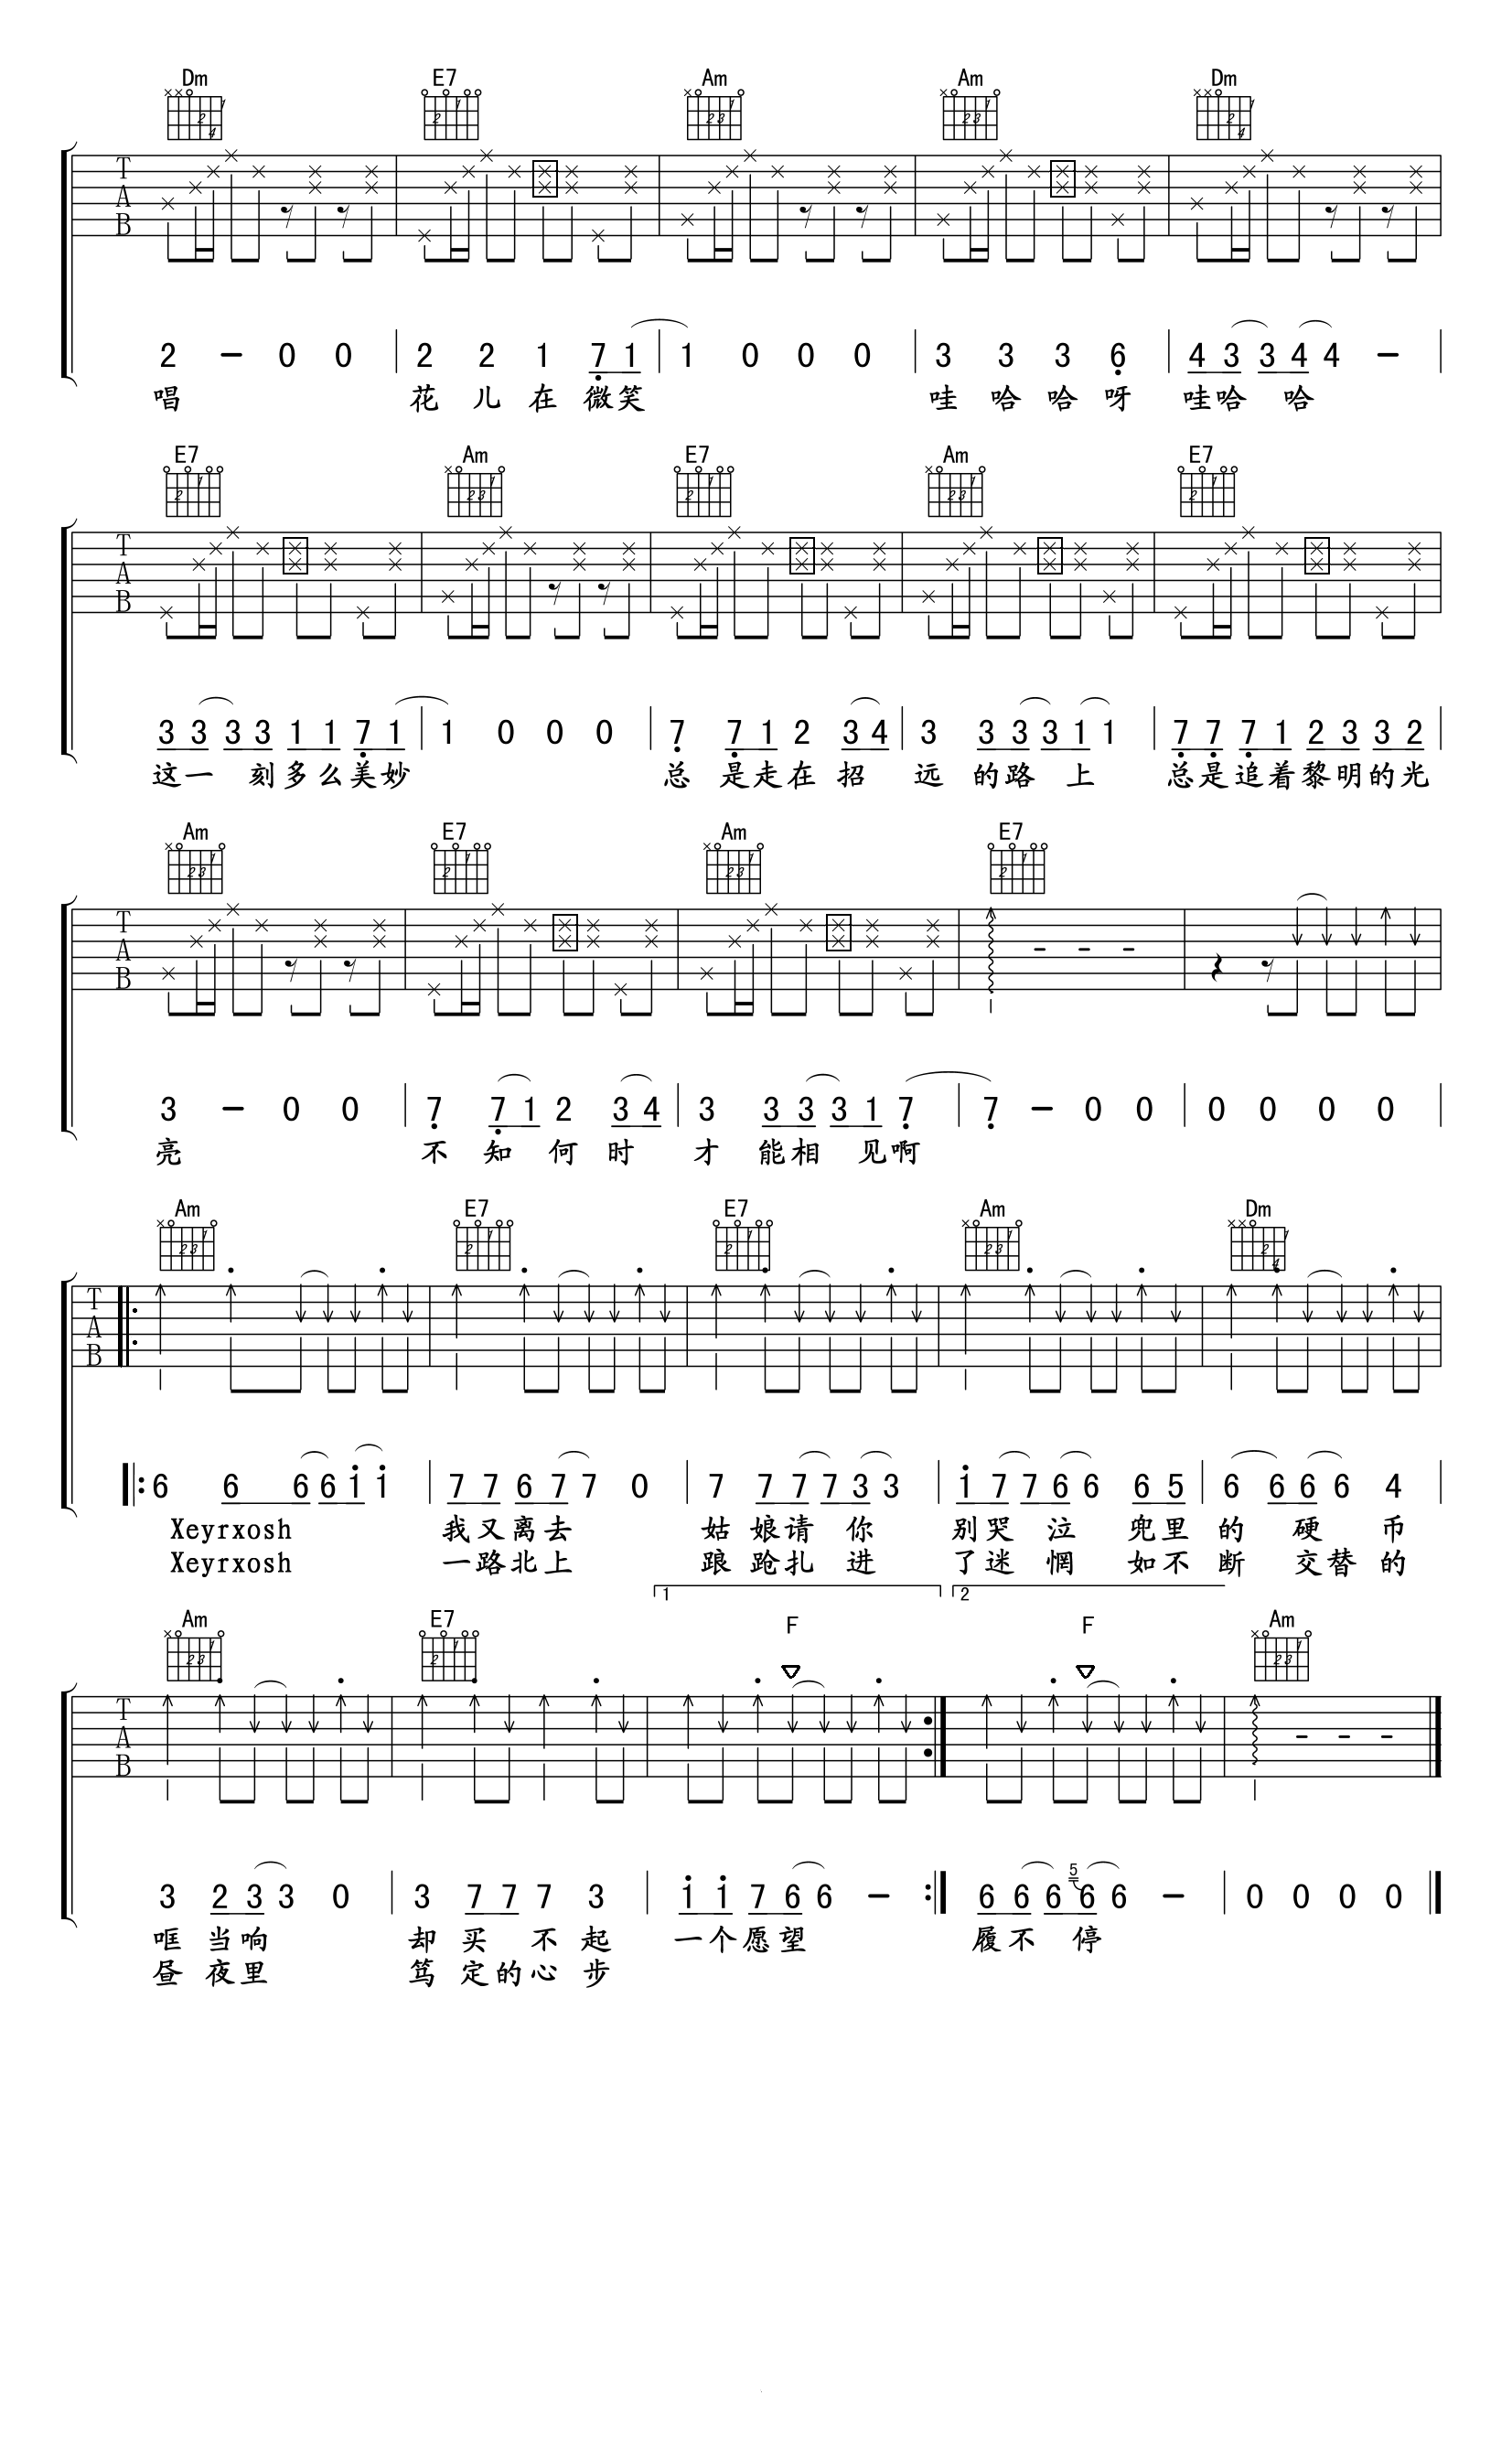 Dm E7 Am Am Dm
T A B
2 - 0 0 | 2 2 1 7 1 | 1 0 0 0 | 3 3 3 6 | 4 3 3 4 4 - |
唱 花 儿 在 微 笑 哇 哈 哈 呀 哇 哈 哈
E7 Am E7 Am E7
T A B
3 3 3 3 1 1 7 1 | 1 0 0 0 | 7 7 1 2 3 4 | 3 3 3 3 1 1 | 7 7 7 1 2 3 3 2 |
这 一 刻 多 么 美 妙 总 是 走 在 招 远 的 路 上 总 是 追 着 黎 明 的 光
Am E7 Am E7
T A B
3 - 0 0 | 7 7 1 2 3 4 | 3 3 3 3 1 7 | 7 - 0 0 | 0 0 0 0 |
亮 不 知 何 时 才 能 相 见 啊
Am E7 E7 Am Dm
T A B
6 6 6 6 1 1 | 7 7 6 7 7 0 | 7 7 7 7 3 3 | 1 7 7 6 6 6 5 | 6 6 6 6 4 |
Xeyrxosh 我 又 离 去 姑 娘 请 你 别 哭 泣 兜 里 的 硬 币
Xeyrxosh 一 路 北 上 踉 跄 扎 进 了 迷 惘 如 不 断 交 替 的
1 2
Am E7 F F Am
T A B
3 2 3 3 0 | 3 7 7 7 3 | 1 1 7 6 6 - | 6 6 6 5 6 6 - | 0 0 0 0
哐 当 响 却 买 不 起 一 个 愿 望 履 不 停
昼 夜 里 笃 定 的 心 步